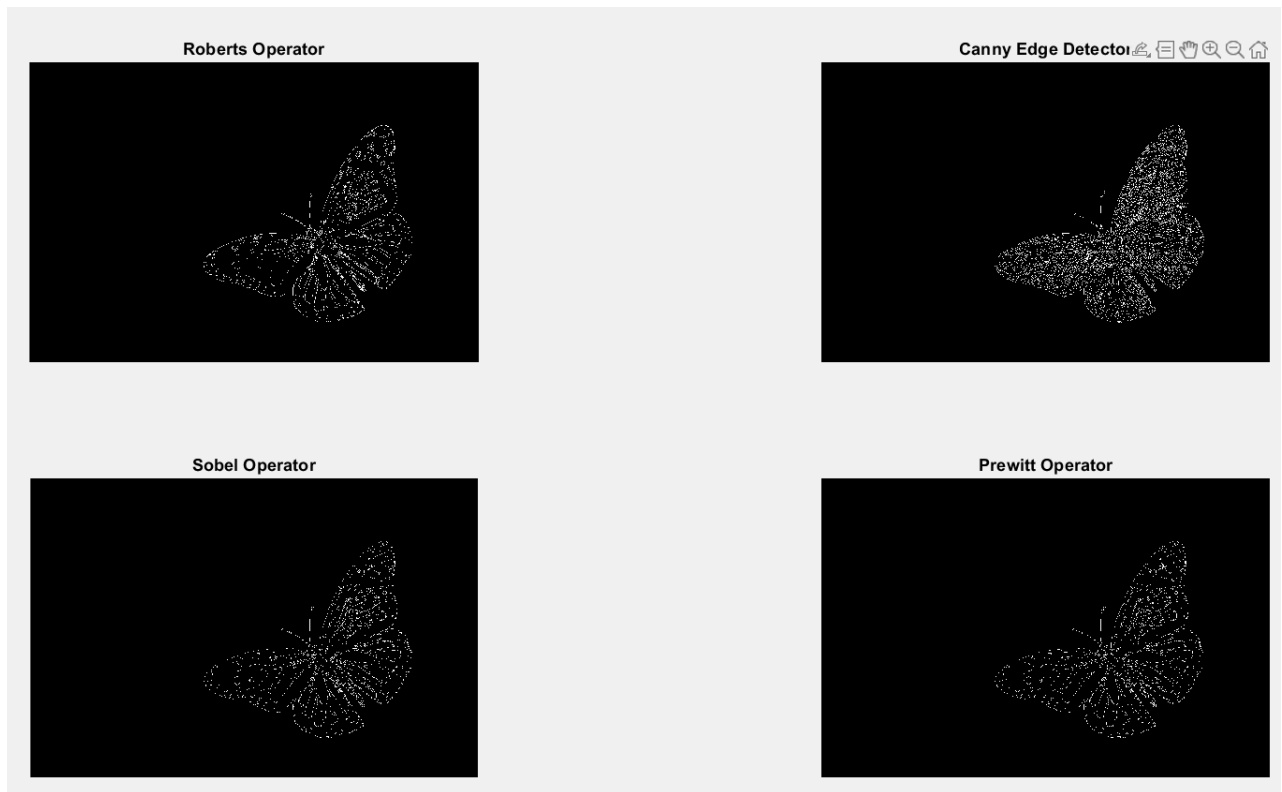 Roberts Operator
Canny Edge Detector
Sobel Operator
Prewitt Operator